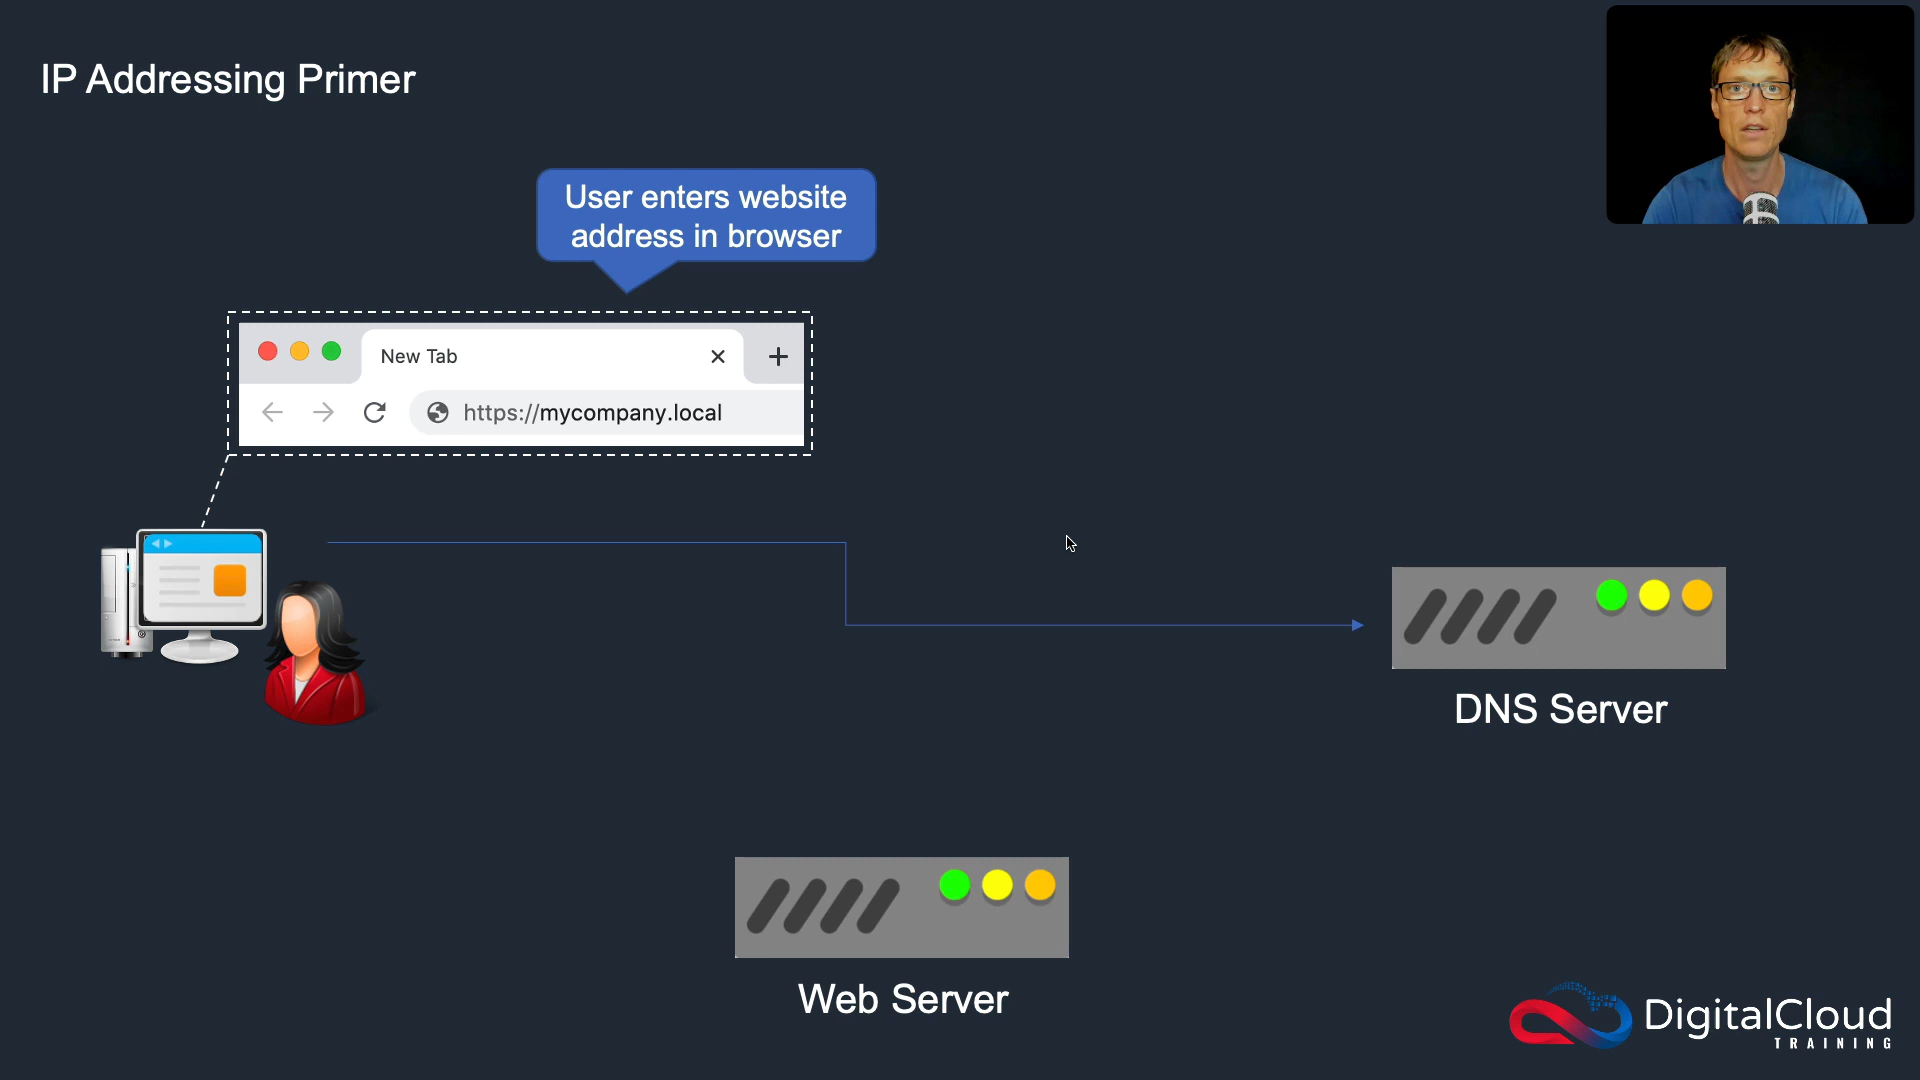 IP Addressing Primer
User enters website
address in browser
New Tab
https://mycompany.local
DNS Server
Web Server
DigitalCloud
TRAINING